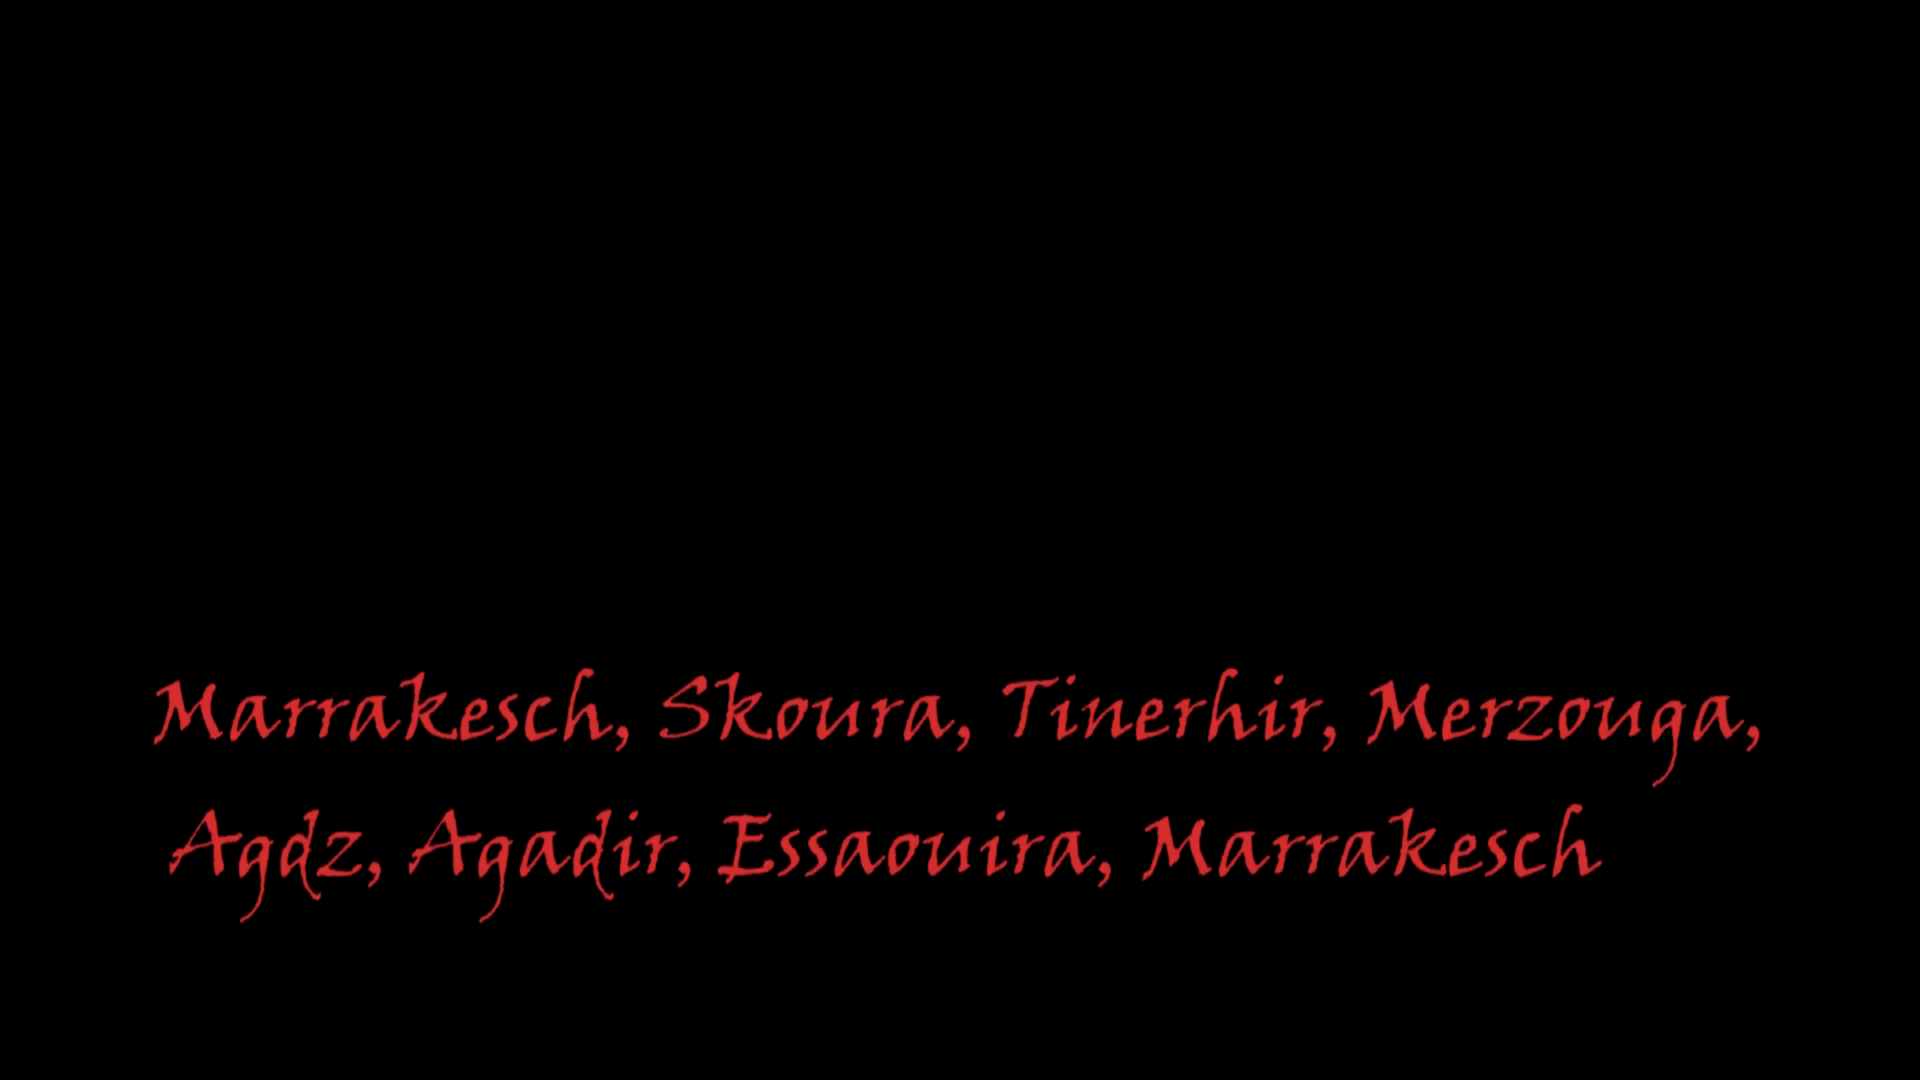 Marrakesch, Skoura, Tinerhir, Merzouga,
Agdz, Agadir, Essaouira, Marrakesch